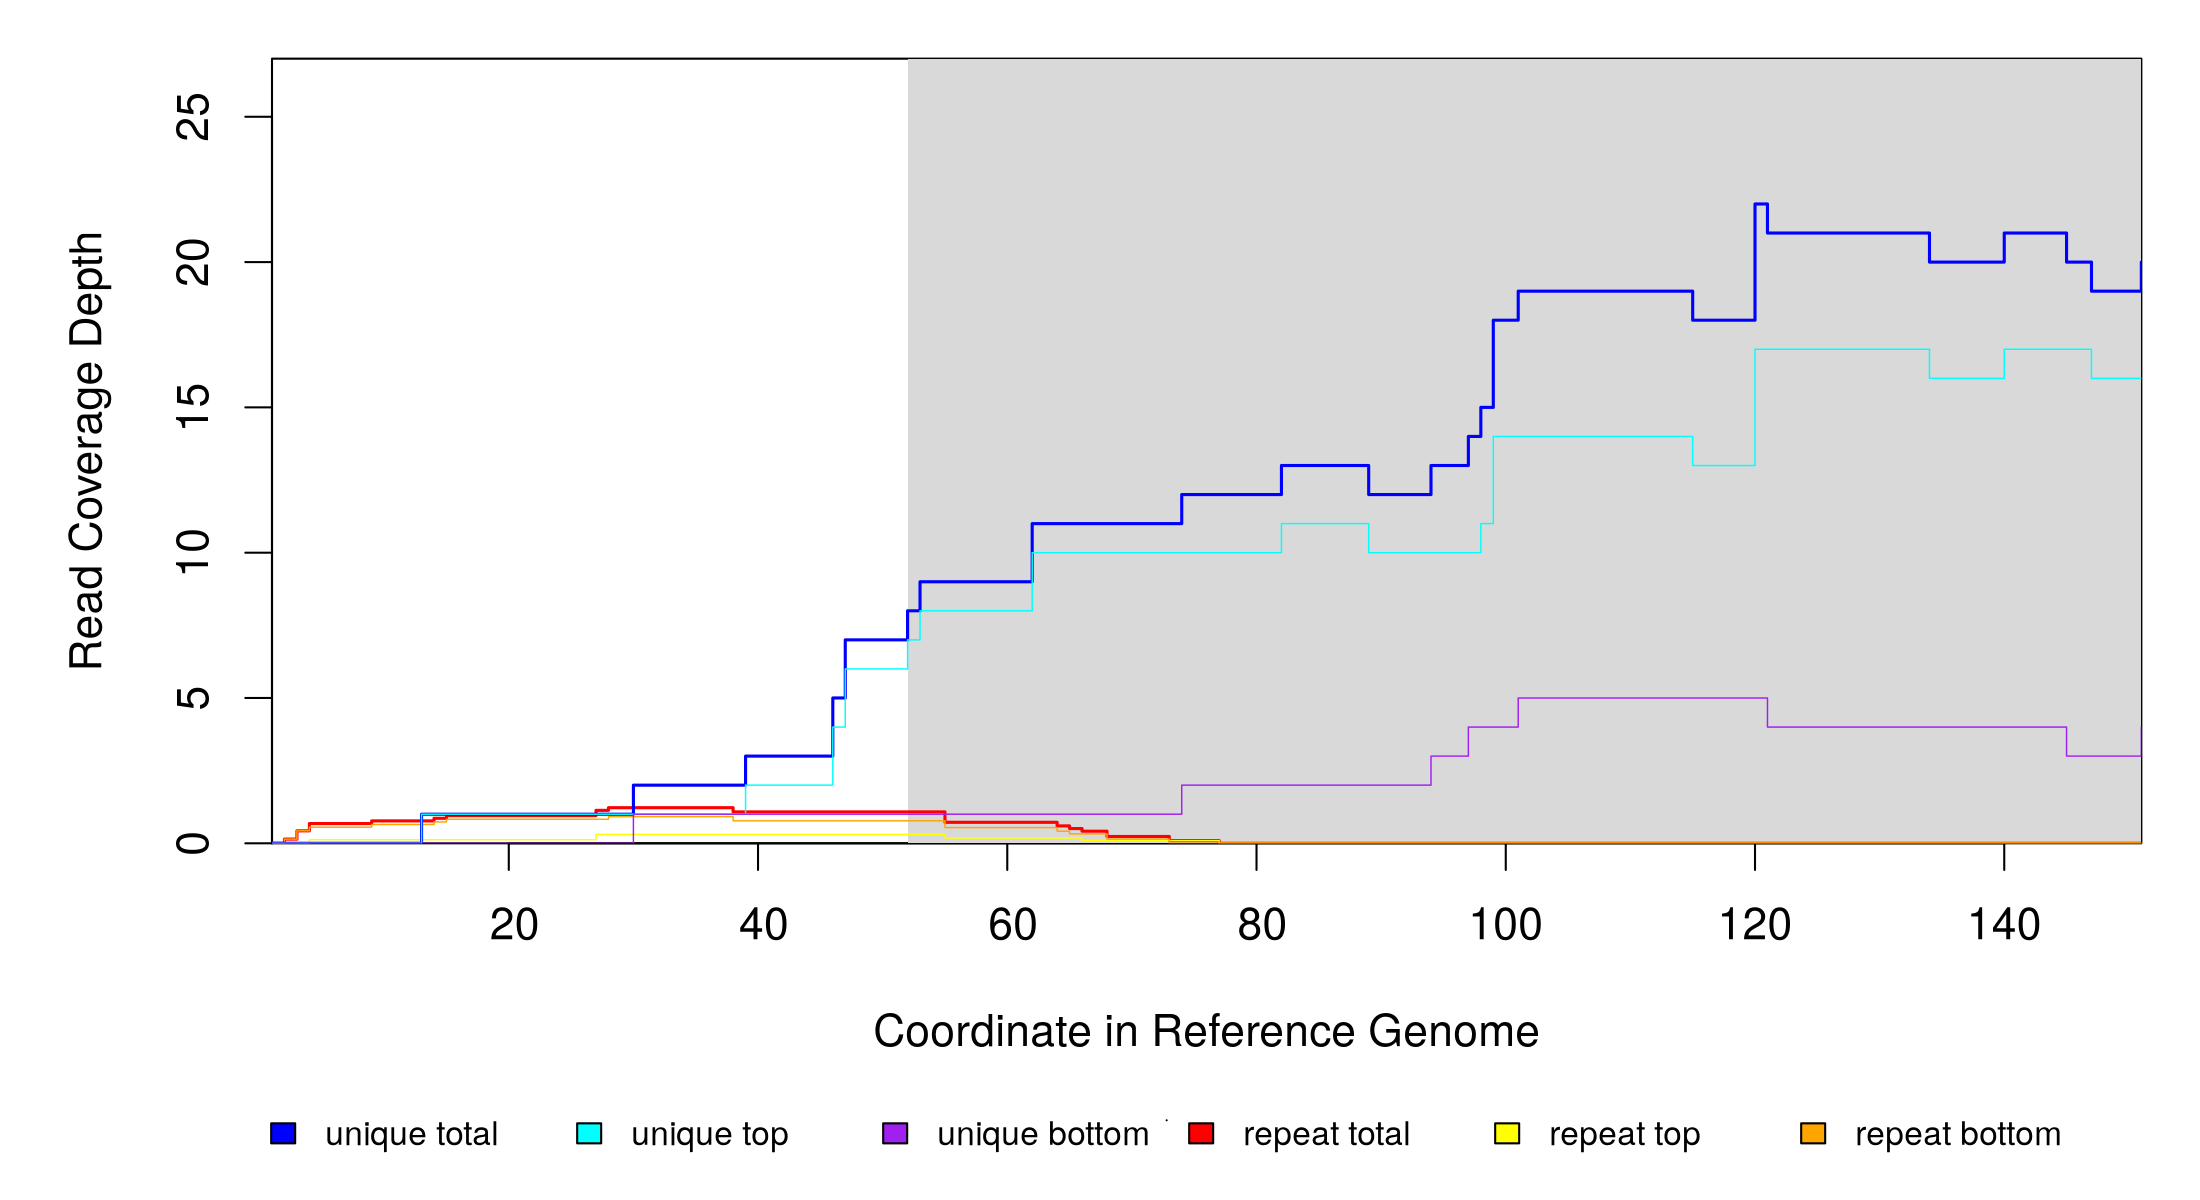 Read Coverage Depth
25
20
15
10
5
0
20 40 60 80 100 120 140
Coordinate in Reference Genome
unique total unique top unique bottom repeat total repeat top repeat bottom